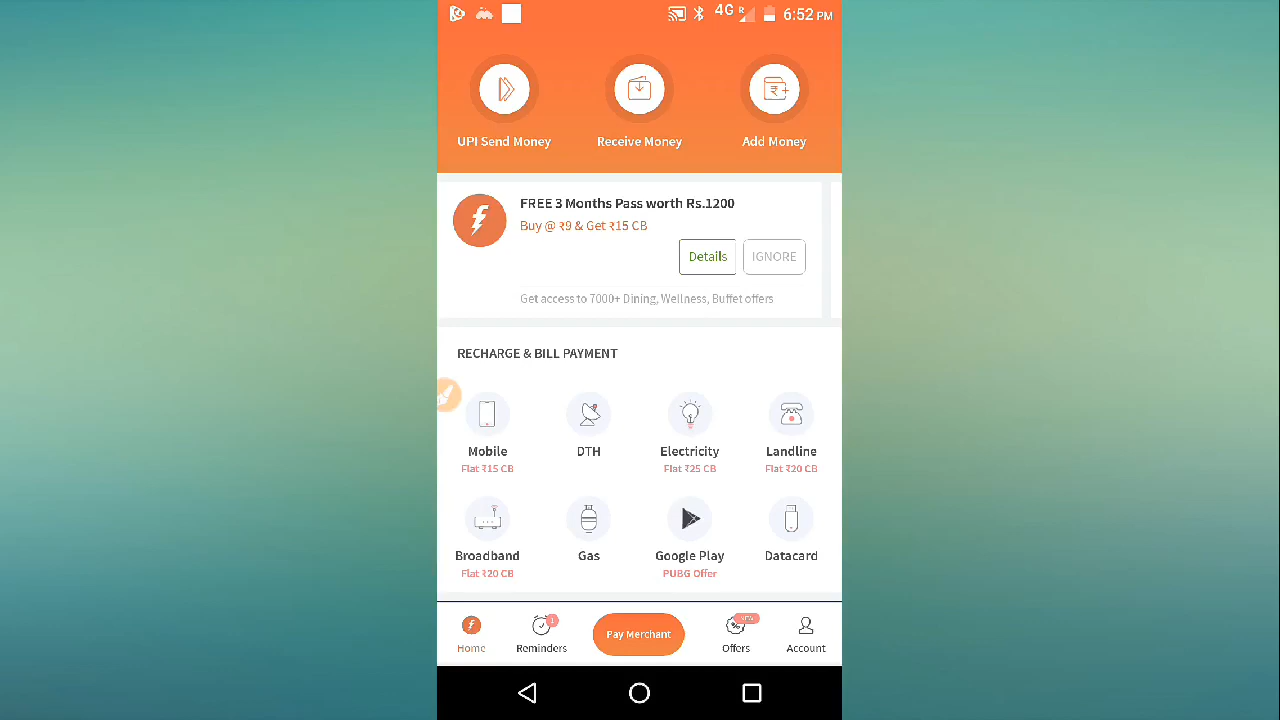 4G R 6:52 PM
UPI Send Money Receive Money Add Money
FREE 3 Months Pass worth Rs.1200
Buy @ ₹9 & Get ₹15 CB
Details IGNORE
Get access to 7000+ Dining, Wellness, Buffet offers
RECHARGE & BILL PAYMENT
Mobile DTH Electricity Landline
Flat ₹15 CB Flat ₹25 CB Flat ₹20 CB
Broadband Gas Google Play Datacard
Flat ₹20 CB PUBG Offer
1 NEW
Pay Merchant
Home Reminders Offers Account